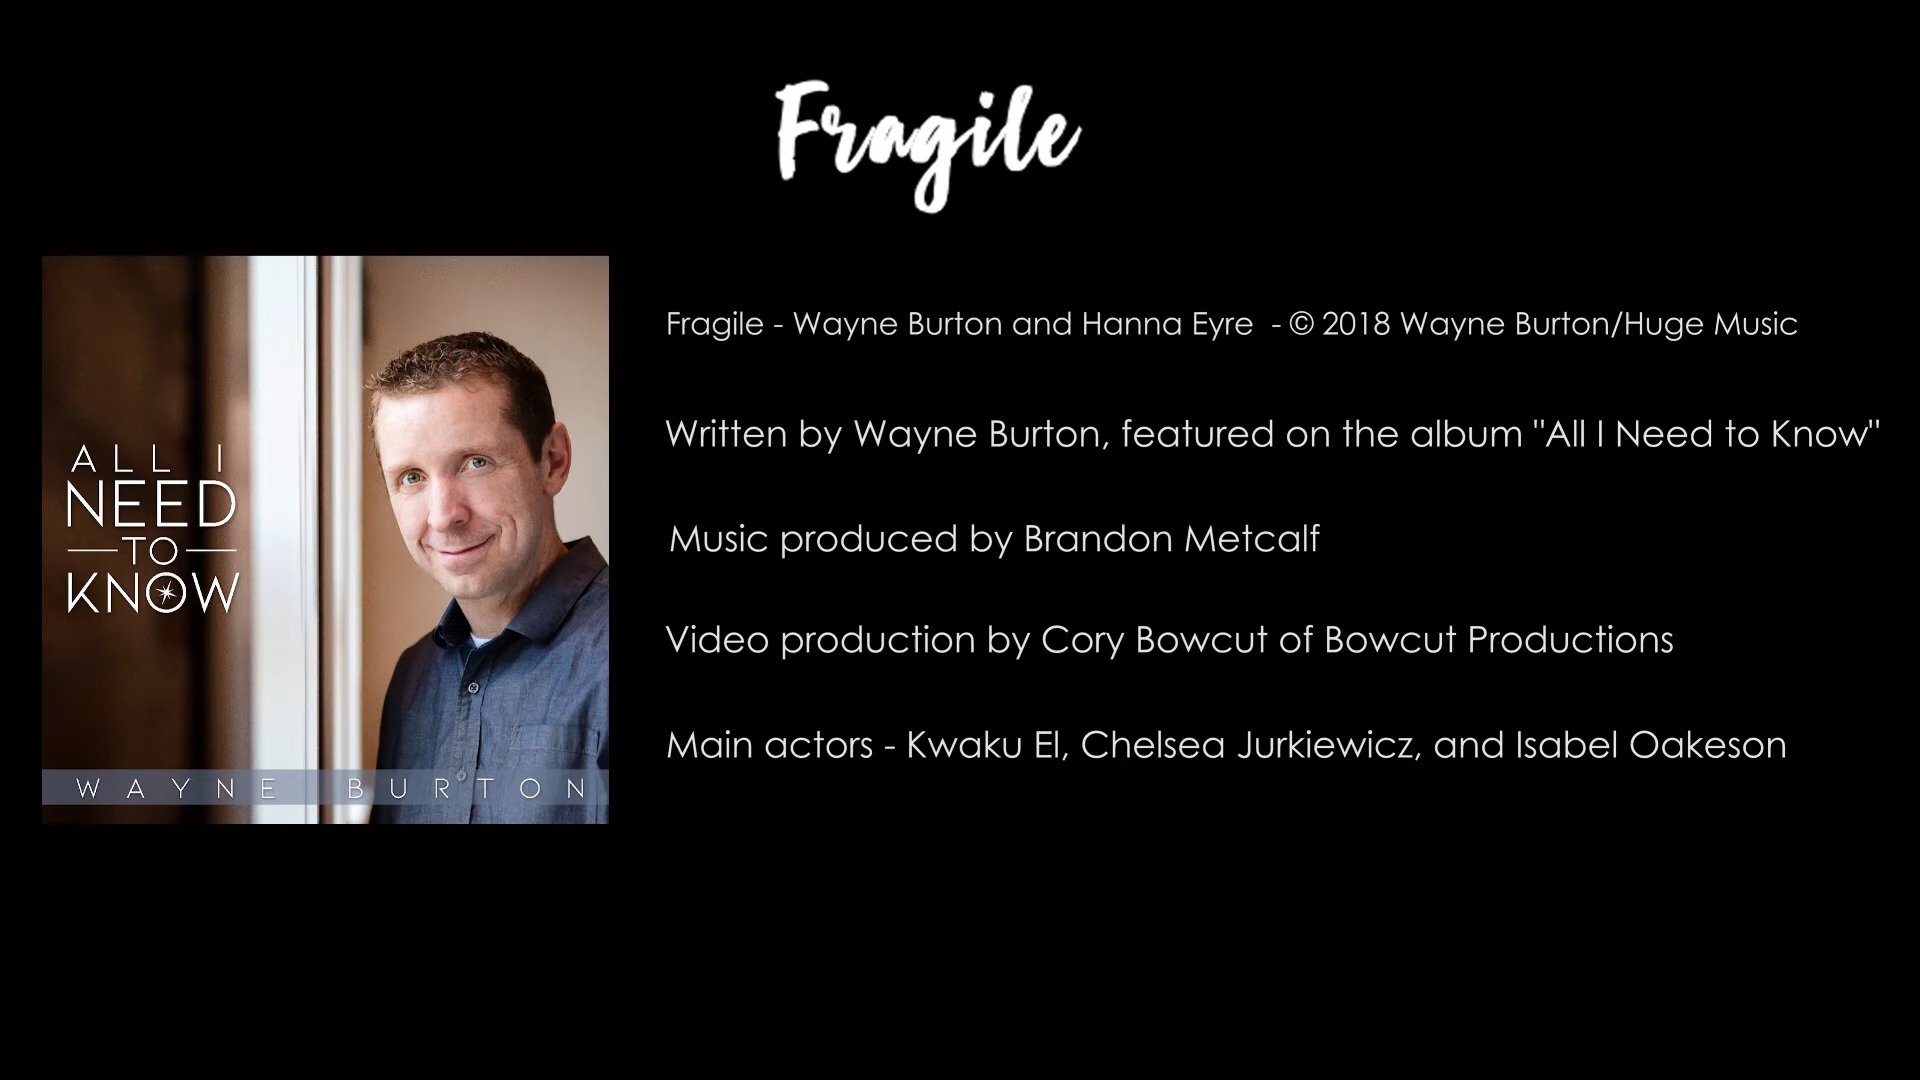 Fragile
ALL I
NEED
TO
KNOW
WAYNE BURTON
Fragile - Wayne Burton and Hanna Eyre - © 2018 Wayne Burton/Huge Music
Written by Wayne Burton, featured on the album "All I Need to Know"
Music produced by Brandon Metcalf
Video production by Cory Bowcut of Bowcut Productions
Main actors - Kwaku El, Chelsea Jurkiewicz, and Isabel Oakeson